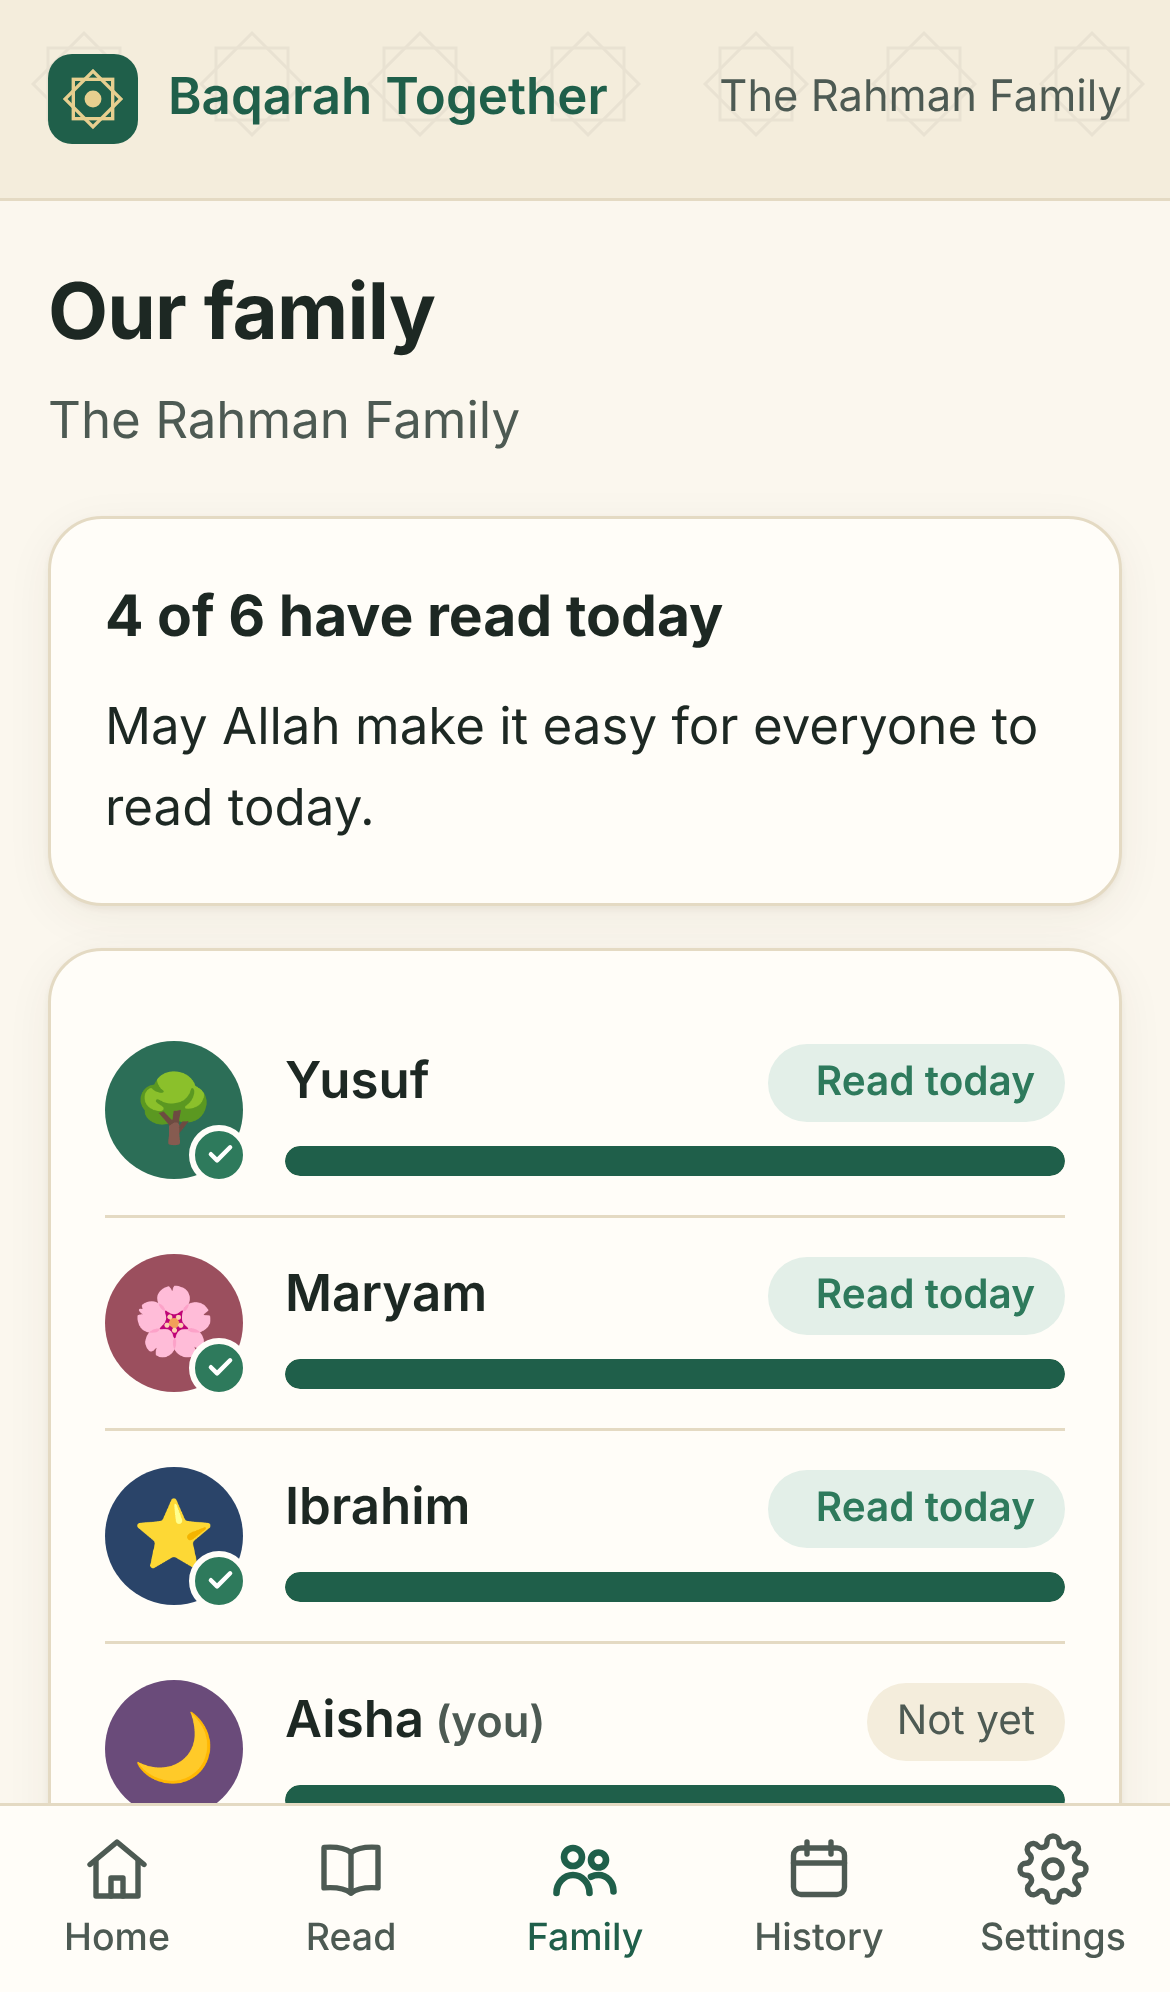 Baqarah Together
The Rahman Family
Our family
The Rahman Family
4 of 6 have read today
May Allah make it easy for everyone to
read today.
Yusuf
Read today
Maryam
Read today
Ibrahim
Read today
Aisha (you)
Not yet
Home
Read
Family
History
Settings